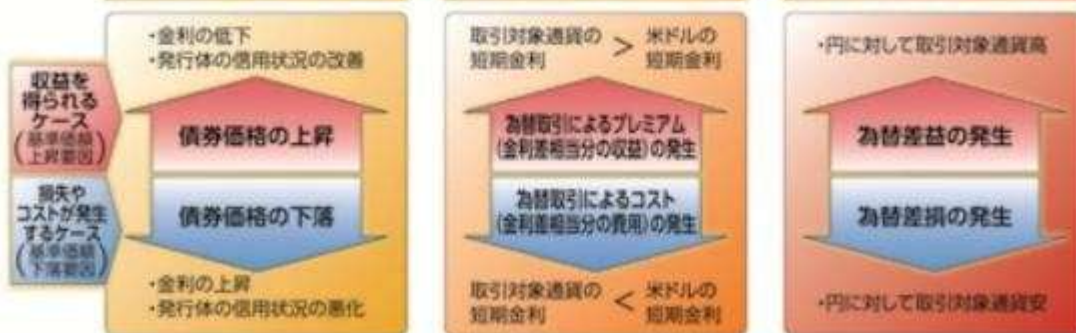 収益を
得られる
ケース
(基準価額
上昇要因)
損失や
コストが発生
するケース
(基準価額
下落要因)
・金利の低下
・発行体の信用状況の改善
債券価格の上昇
債券価格の下落
・金利の上昇
・発行体の信用状況の悪化
取引対象通貨の > 米ドルの
短期金利 短期金利
為替取引によるプレミアム
(金利差相当分の収益)の発生
為替取引によるコスト
(金利差相当分の費用)の発生
取引対象通貨の < 米ドルの
短期金利 短期金利
・円に対して取引対象通貨高
為替差益の発生
為替差損の発生
・円に対して取引対象通貨安